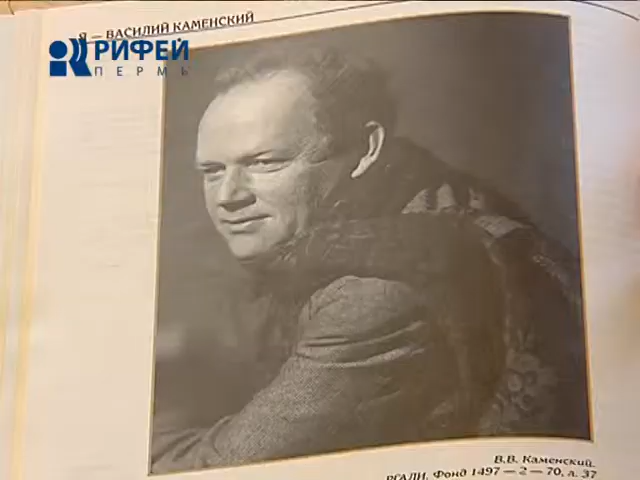 Я — ВАСИЛИЙ КАМЕНСКИЙ
РИФЕЙ
ПЕРМЬ
В.В. Каменский.
РГАЛИ. Фонд 1497 — 2 — 70, л. 37